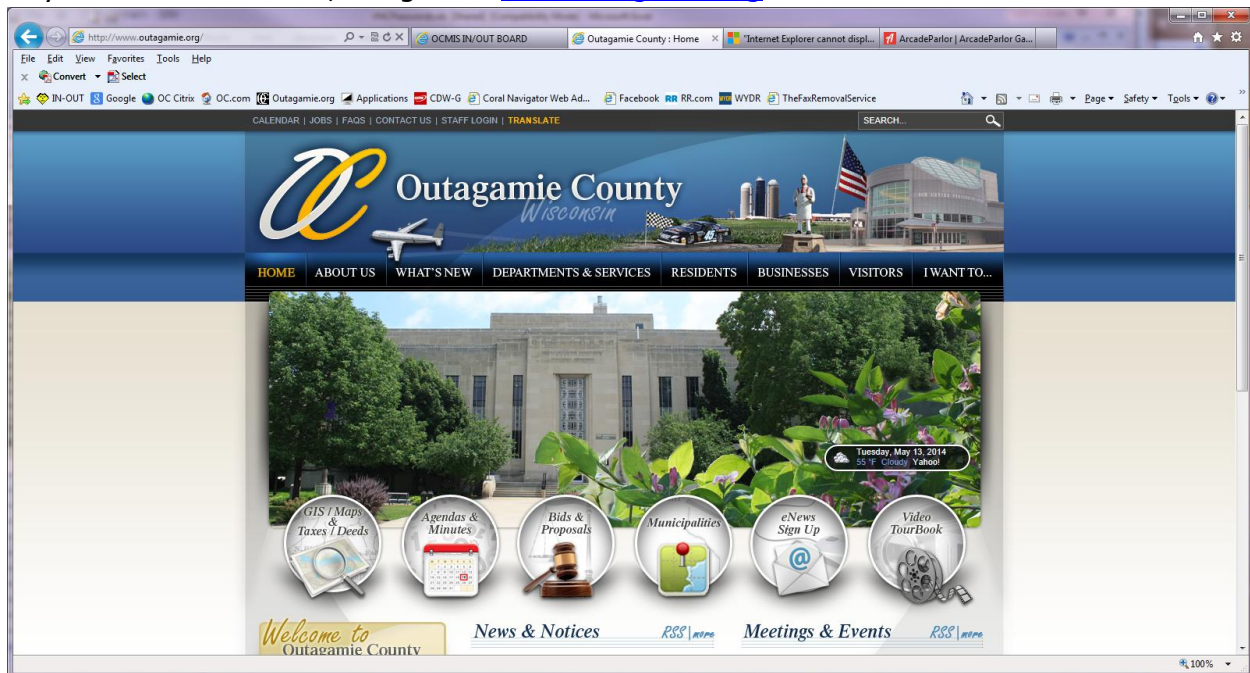 http://www.outagamie.org/
OCMIS IN/OUT BOARD
Outagamie County : Home
"Internet Explorer cannot displ...
ArcadeParlor | ArcadeParlor Ga...
File Edit View Favorites Tools Help
Convert Select
IN-OUT Google OC Citrix OC.com Outagamie.org Applications CDW-G Coral Navigator Web Ad... Facebook RR RR.com WYDR TheFaxRemovalService Page Safety Tools
CALENDAR | JOBS | FAQS | CONTACT US | STAFF LOGIN | TRANSLATE
SEARCH...
OC
Outagamie County
Wisconsin
HOME ABOUT US WHAT'S NEW DEPARTMENTS & SERVICES RESIDENTS BUSINESSES VISITORS I WANT TO...
Tuesday, May 13, 2014
55 °F Cloudy Yahoo!
GIS / Maps
&
Taxes / Deeds
Agendas &
Minutes
Bids &
Proposals
Municipalities
eNews
Sign Up
Video
TourBook
Welcome to
Outagamie County
News & Notices RSS | more
Meetings & Events RSS | more
100%